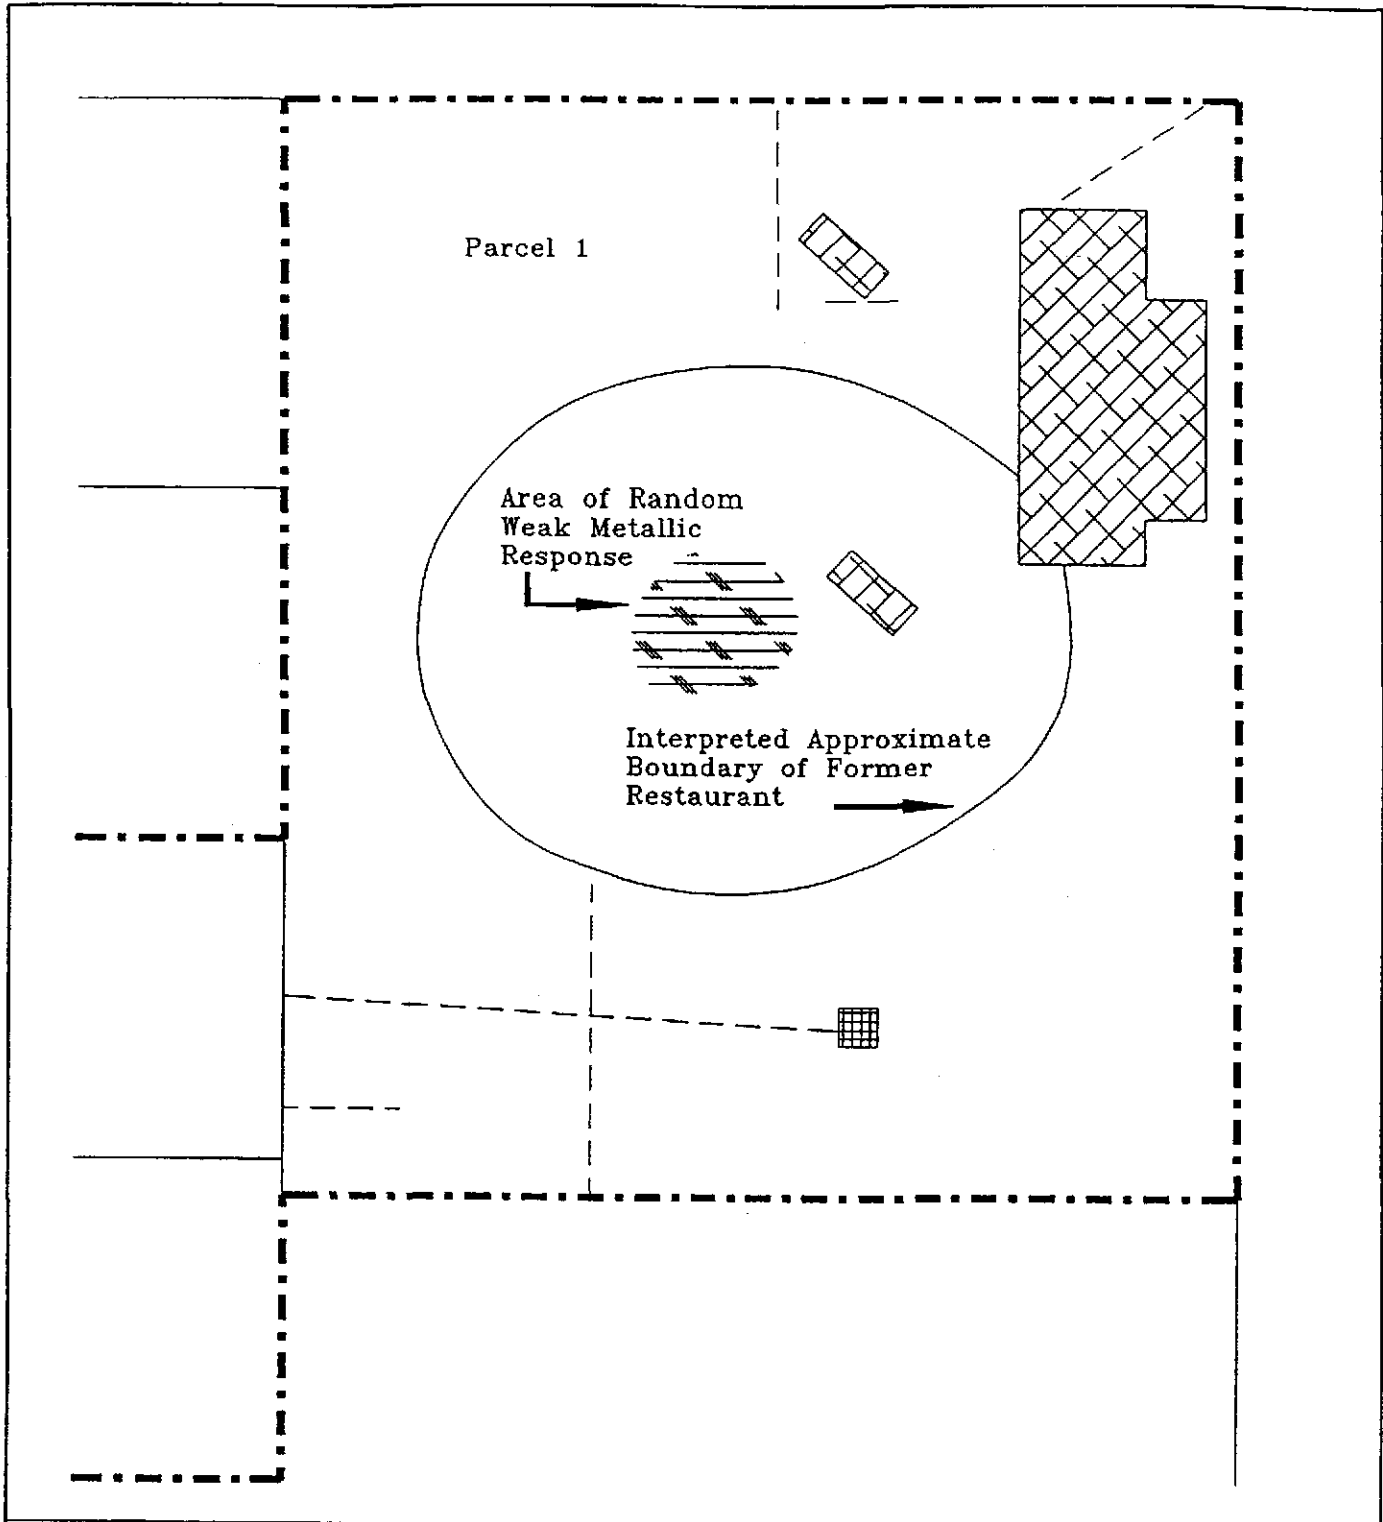 Parcel 1
Area of Random
Weak Metallic
Response
Interpreted Approximate
Boundary of Former
Restaurant